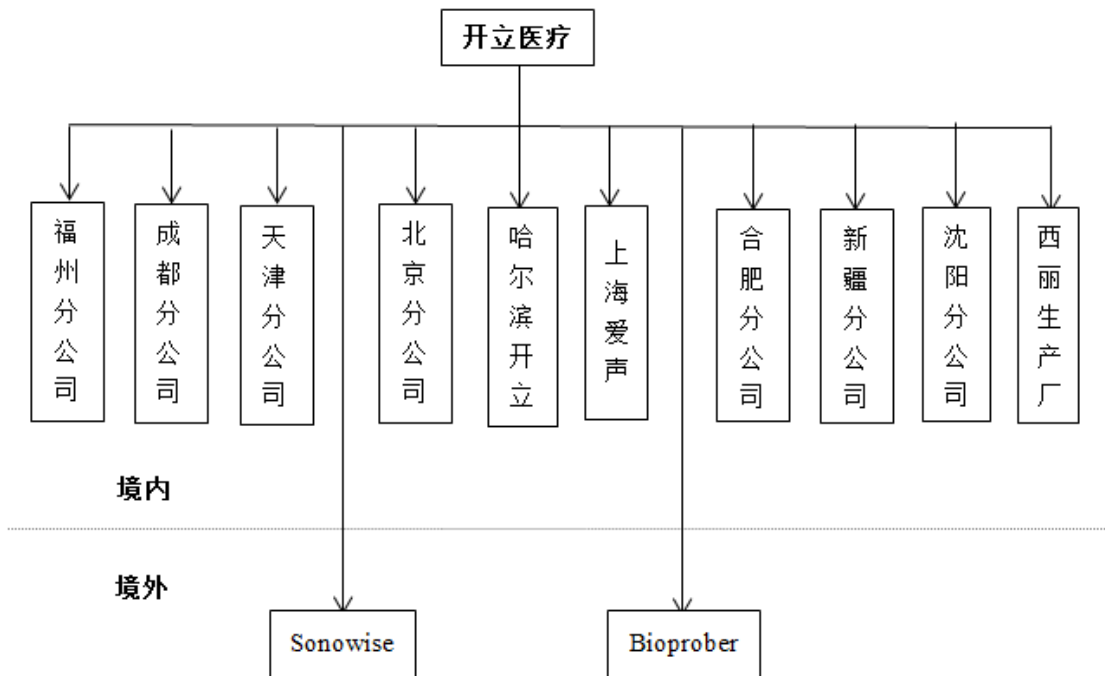 开立医疗
福州分公司
成都分公司
天津分公司
北京分公司
哈尔滨开立
上海爱声
合肥分公司
新疆分公司
沈阳分公司
西丽生产厂
境内
境外
Sonowise
Bioprober